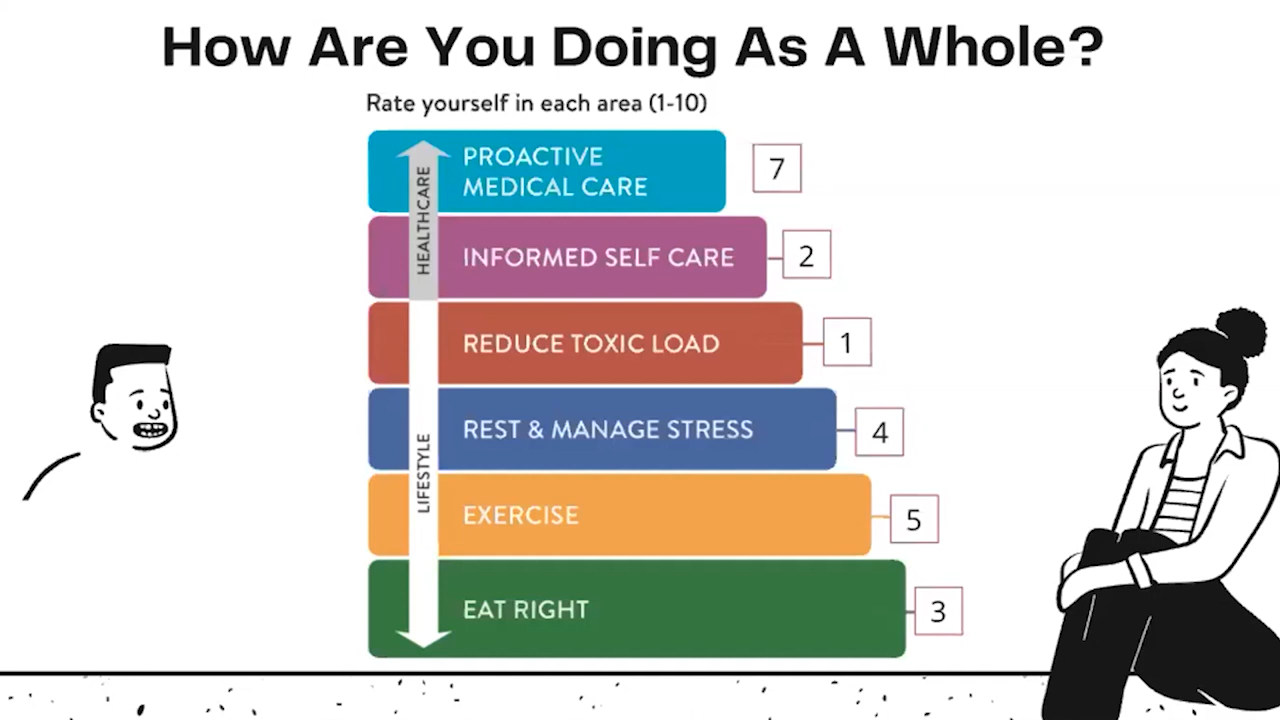 How Are You Doing As A Whole?
Rate yourself in each area (1-10)
HEALTHCARE
PROACTIVE
MEDICAL CARE
7
INFORMED SELF CARE
2
REDUCE TOXIC LOAD
1
LIFESTYLE
REST & MANAGE STRESS
4
EXERCISE
5
EAT RIGHT
3